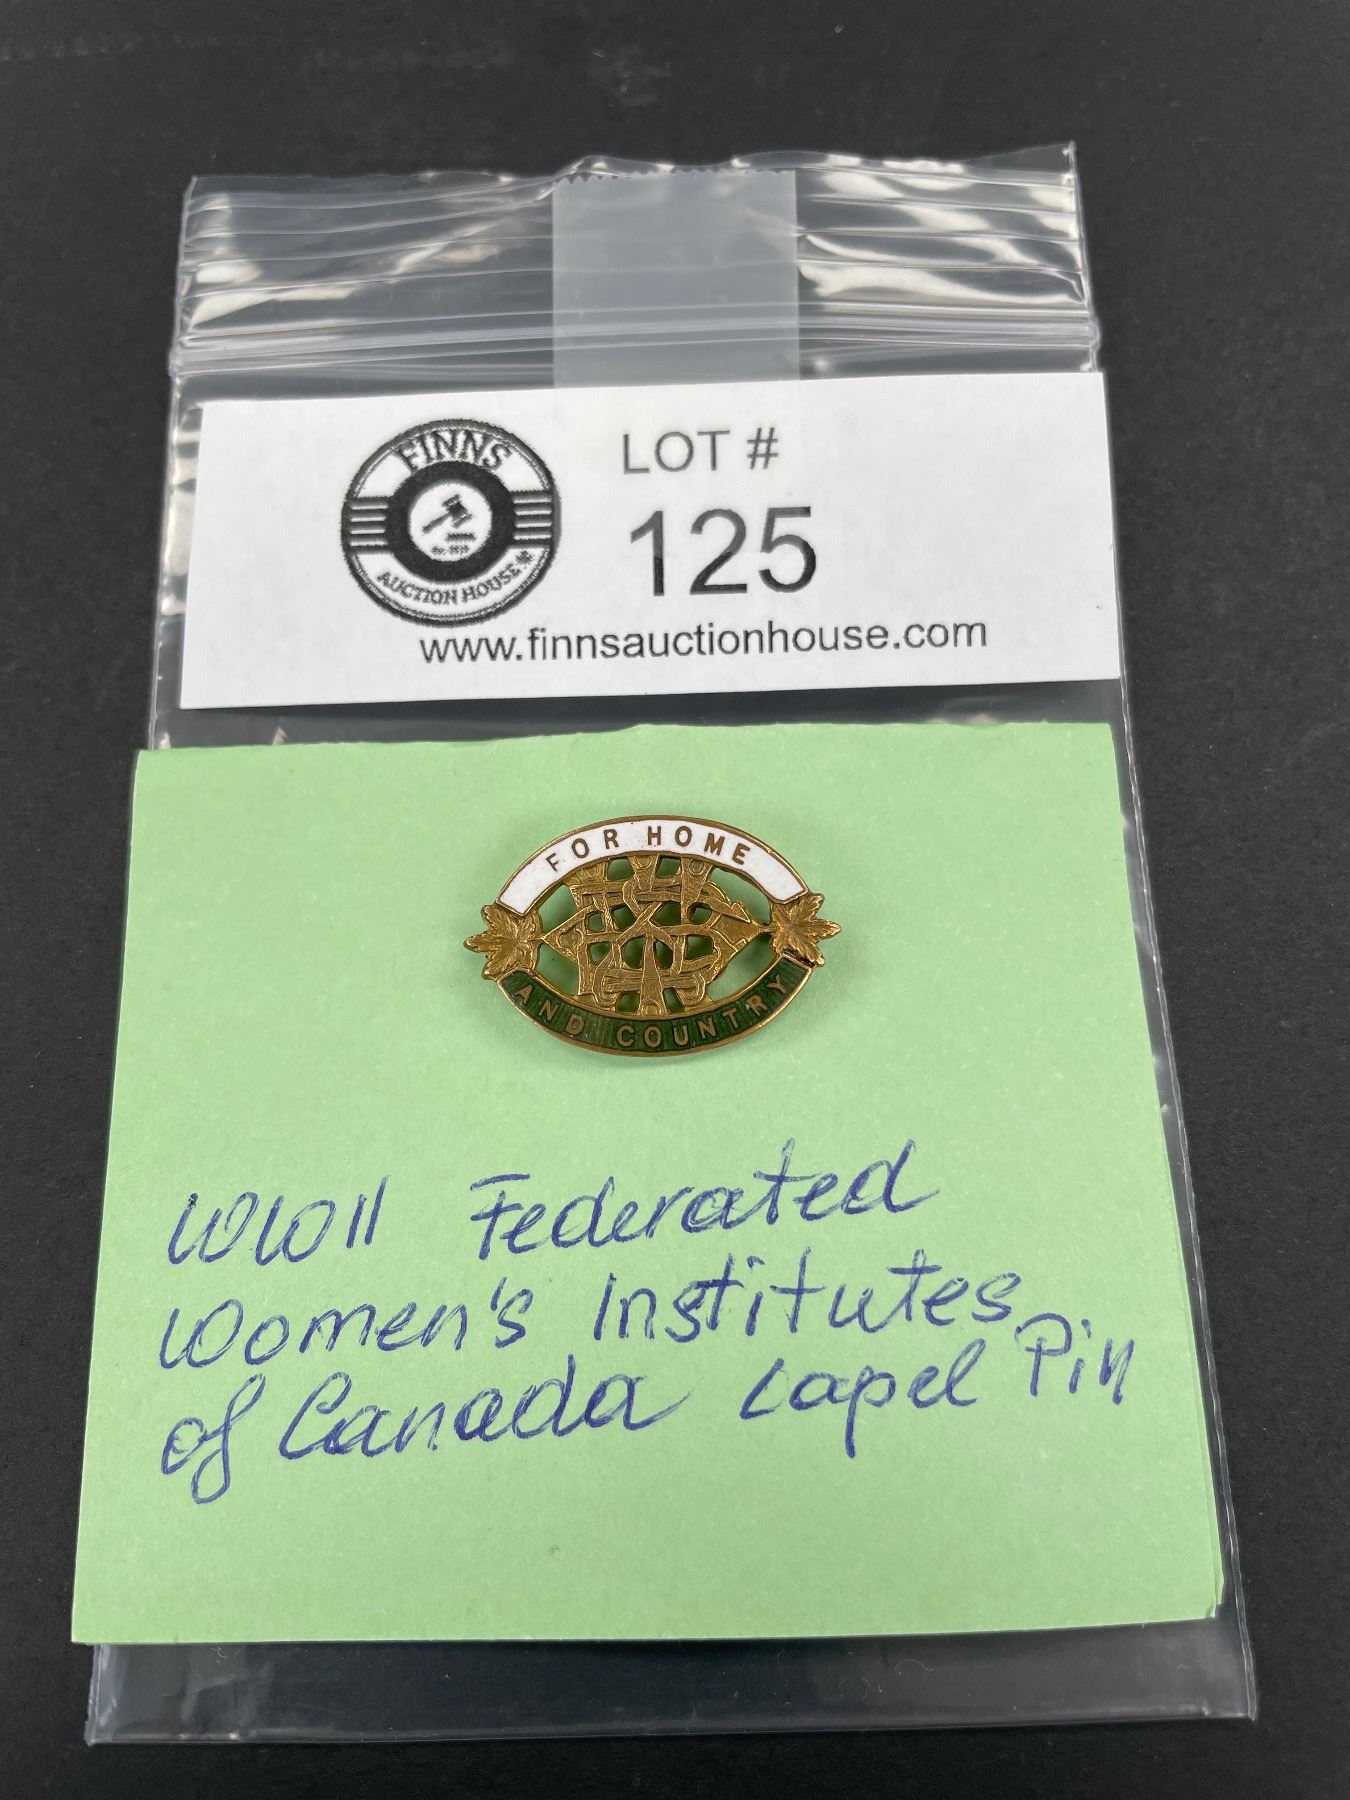 FINNS
AUCTION HOUSE
LOT #
125
www.finnsauctionhouse.com
FOR HOME
AND COUNTRY
WWII Federated
Women's Institutes
of Canada Lapel Pin